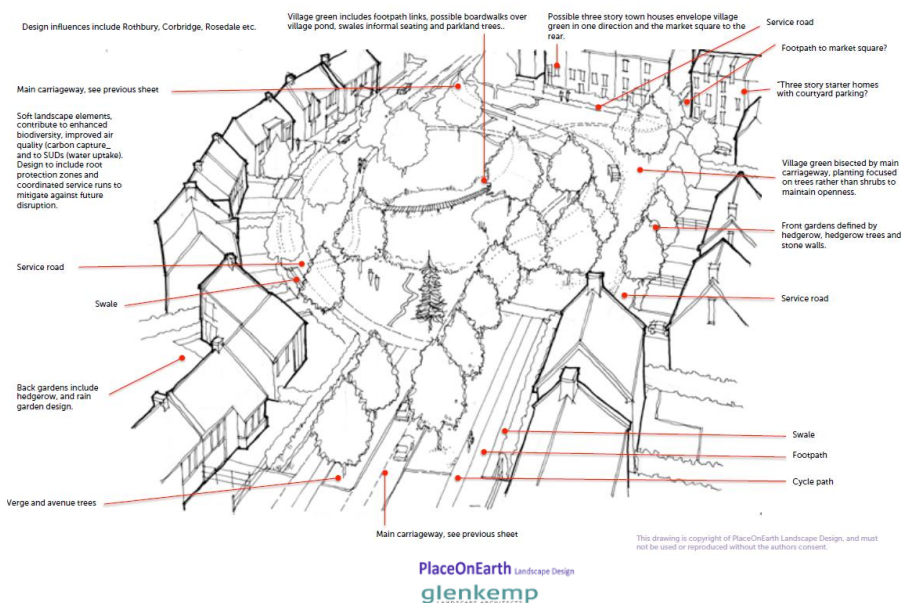 Design influences include Rothbury, Corbridge, Rosedale etc.
Village green includes footpath links, possible boardwalks over
village pond, swales informal seating and parkland trees..
Possible three story town houses envelope village
green in one direction and the market square to the
rear.
Service road
Footpath to market square?
"Three story starter homes
with courtyard parking?
Main carriageway, see previous sheet
Soft landscape elements,
contribute to enhanced
biodiversity, improved air
quality (carbon capture_
and to SUDs (water uptake).
Design to include root
protection zones and
coordinated service runs to
mitigate against future
disruption.
Village green bisected by main
carriageway, planting focused
on trees rather than shrubs to
maintain openness.
Front gardens defined by
hedgerow, hedgerow trees and
stone walls.
Service road
Swale
Service road
Back gardens include
hedgerow, and rain
garden design.
Swale
Footpath
Cycle path
Verge and avenue trees
Main carriageway, see previous sheet
This drawing is copyright of PlaceOnEarth Landscape Design, and must
not be used or reproduced without the authors consent.
PlaceOnEarth Landscape Design
glenkemp
LANDSCAPE ARCHITECTS